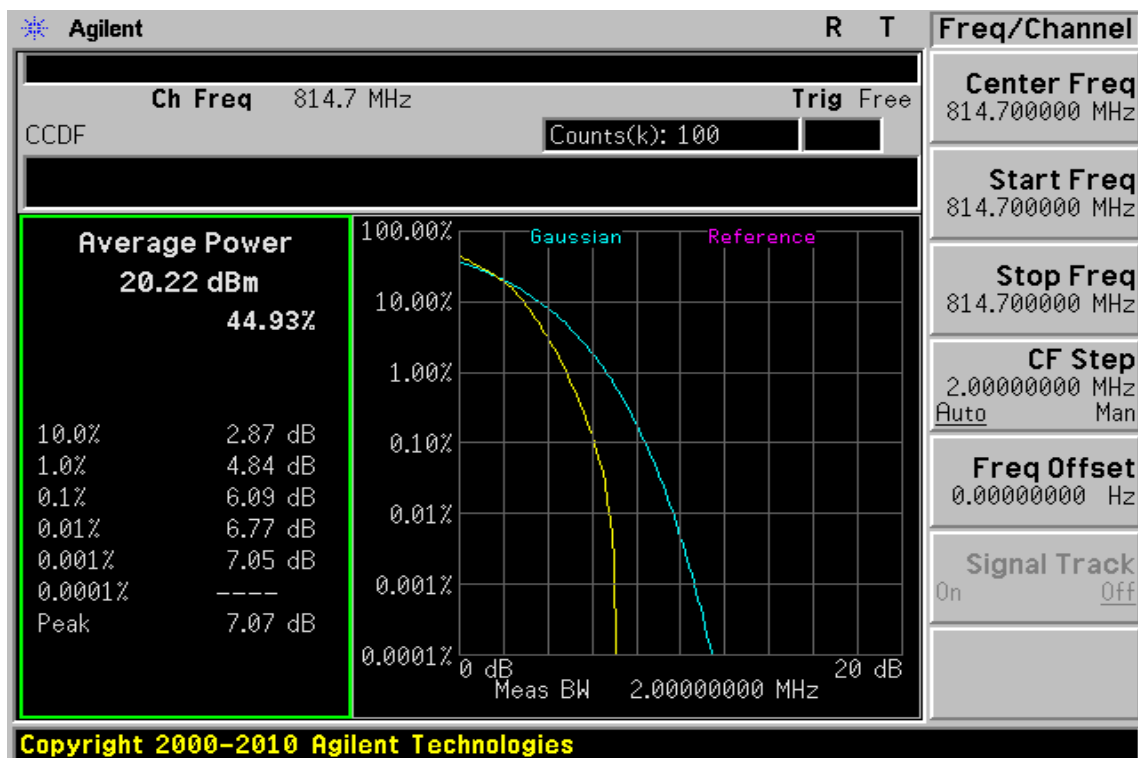 Agilent
R T
Freq/Channel
Ch Freq 814.7 MHz
Trig Free
CCDF
Counts(k): 100
Average Power
20.22 dBm
44.93%
10.0% 2.87 dB
1.0% 4.84 dB
0.1% 6.09 dB
0.01% 6.77 dB
0.001% 7.05 dB
0.0001% ----
Peak 7.07 dB
Gaussian
Reference
100.00%
10.00%
1.00%
0.10%
0.01%
0.001%
0.0001%
0 dB
20 dB
Meas BW 2.00000000 MHz
Center Freq
814.700000 MHz
Start Freq
814.700000 MHz
Stop Freq
814.700000 MHz
CF Step
2.00000000 MHz
Auto Man
Freq Offset
0.00000000 Hz
Signal Track
On Off
Copyright 2000-2010 Agilent Technologies